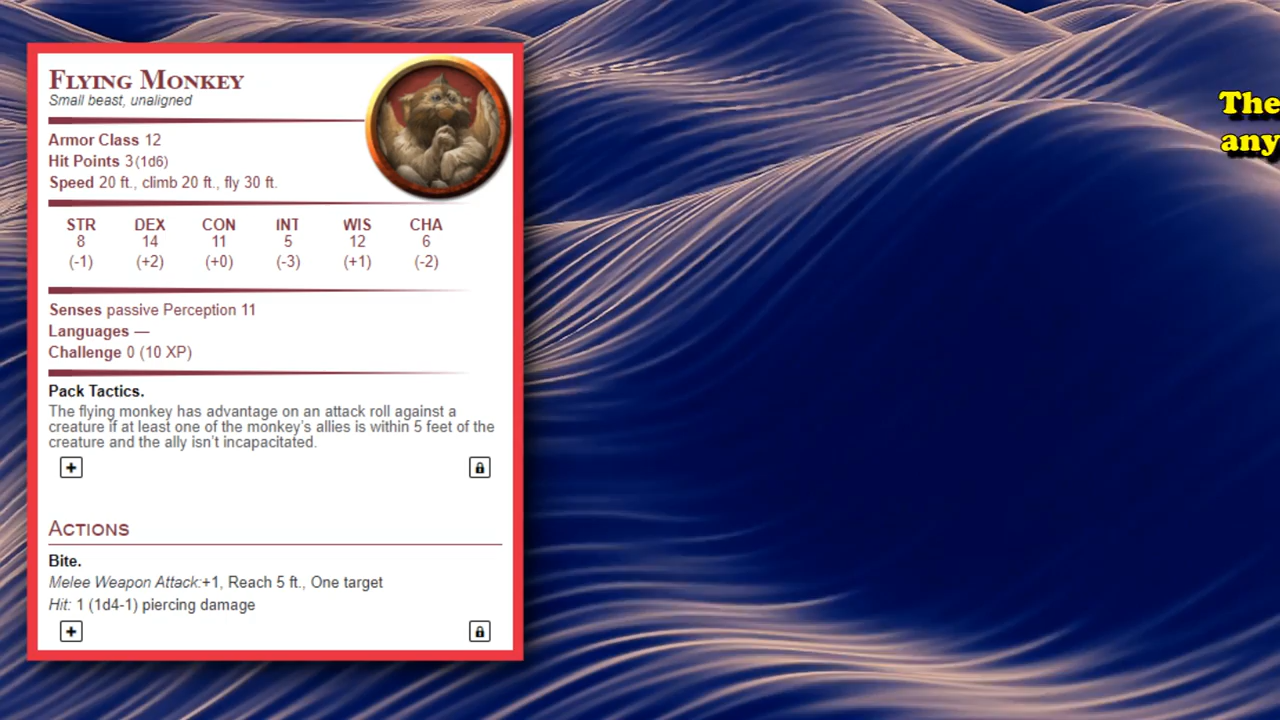 FLYING MONKEY
Small beast, unaligned
Armor Class 12
Hit Points 3(1d6)
Speed 20 ft., climb 20 ft., fly 30 ft.
STR DEX CON INT WIS CHA
8 14 11 5 12 6
(-1) (+2) (+0) (-3) (+1) (-2)
Senses passive Perception 11
Languages —
Challenge 0 (10 XP)
Pack Tactics.
The flying monkey has advantage on an attack roll against a
creature if at least one of the monkey's allies is within 5 feet of the
creature and the ally isn't incapacitated.
ACTIONS
Bite.
Melee Weapon Attack:+1, Reach 5 ft., One target
Hit: 1 (1d4-1) piercing damage
The
any